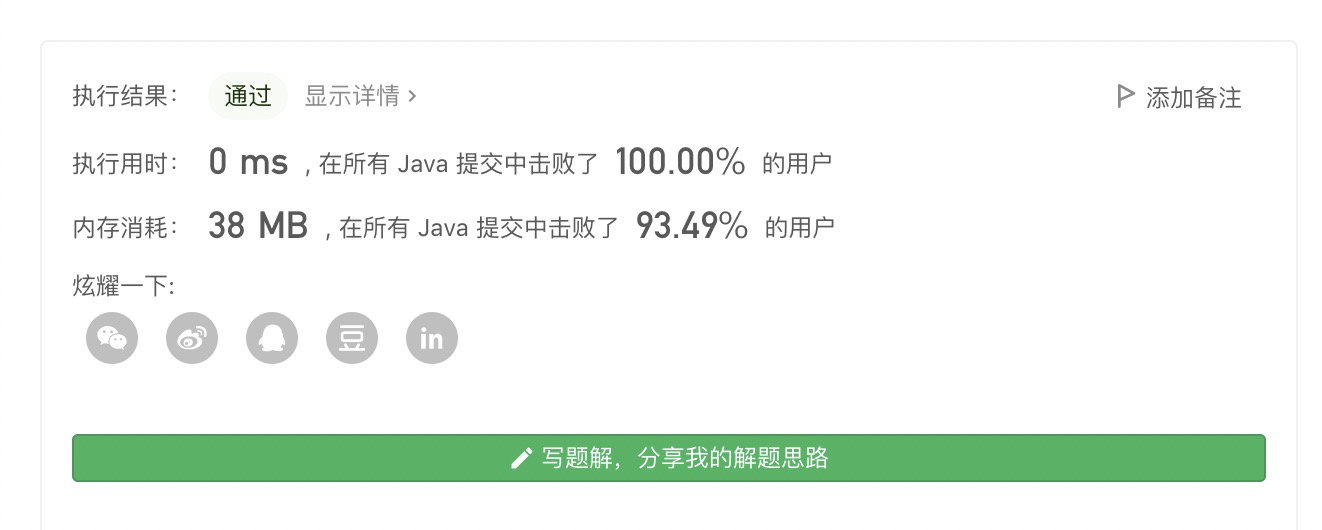 执行结果： 通过 显示详情 › 添加备注
执行用时： 0 ms , 在所有 Java 提交中击败了 100.00% 的用户
内存消耗： 38 MB , 在所有 Java 提交中击败了 93.49% 的用户
炫耀一下:
豆 in
写题解，分享我的解题思路